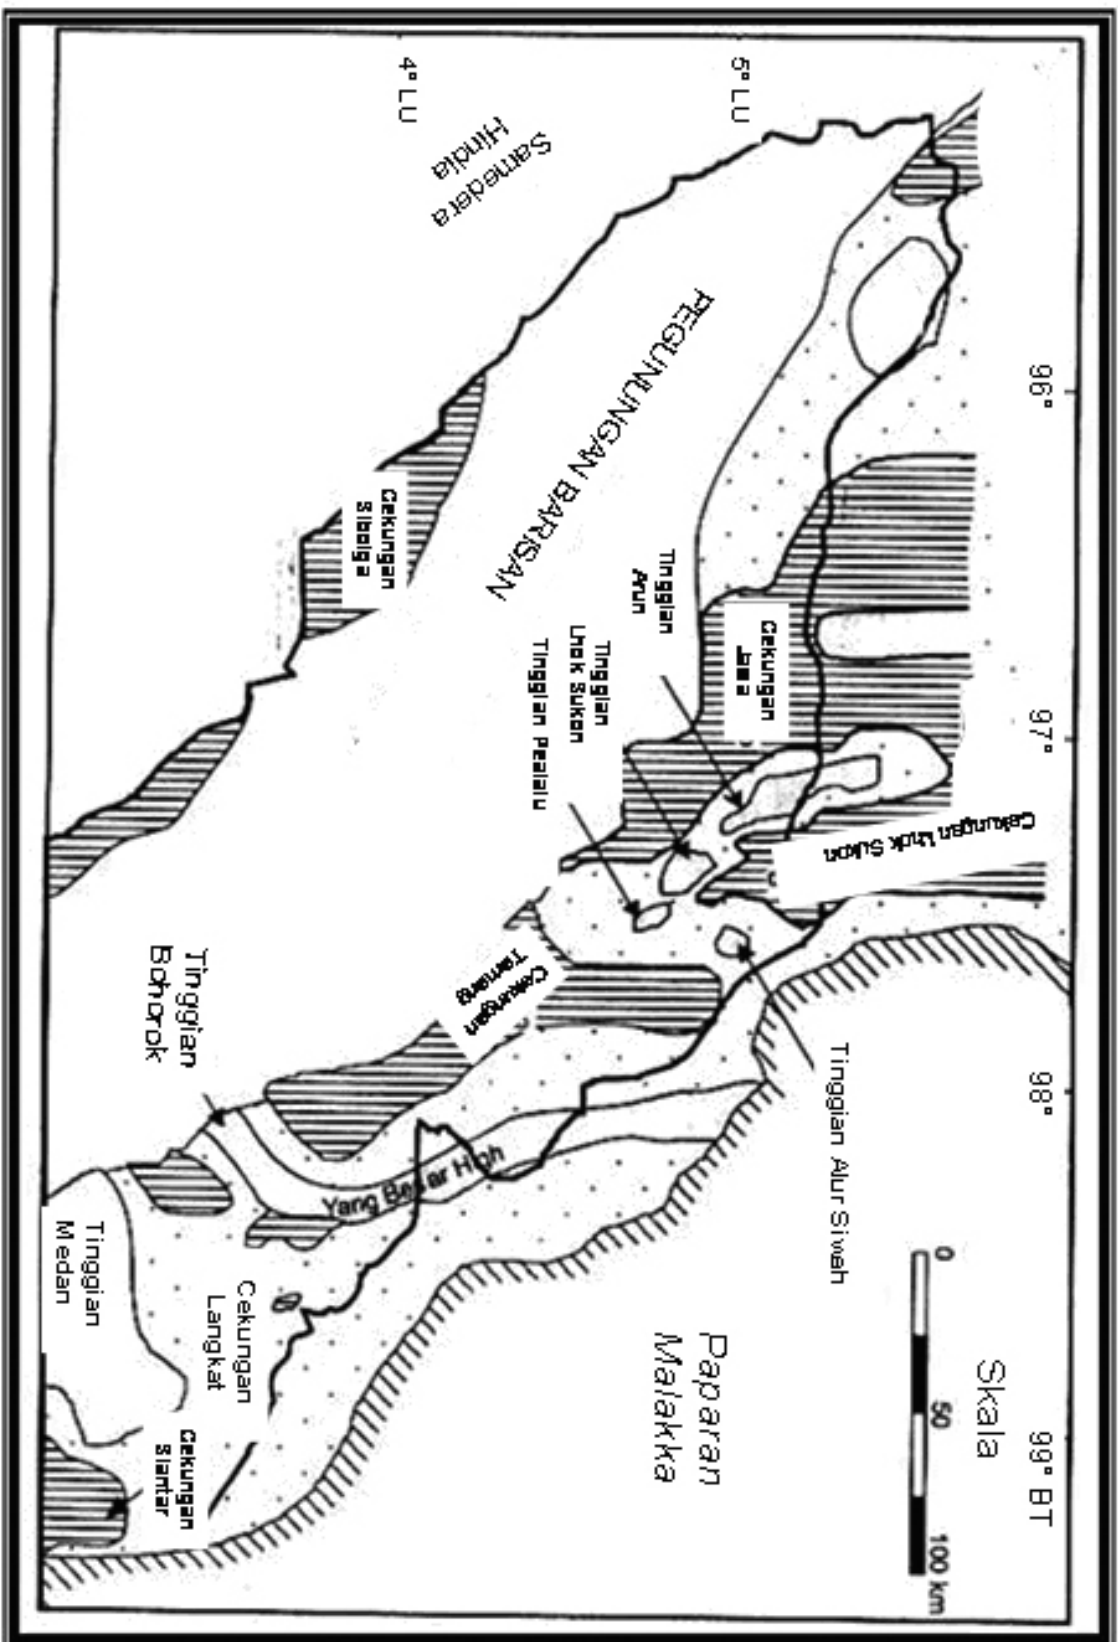 96°
97°
98°
99° BT
5° LU
4° LU
Skala
0
50
100 km
Samedera
Hindia
PEGUNUNGAN BARISAN
Cekungan
Sibolga
Tinggian
Arun
Tinggian
Lhok Sukon
Tinggian Pealalu
Cekungan
Jawa
Cekungan Lhok Sukon
Cekungan
Tamiang
Tinggian Alur Siweh
Tinggian
Bohorok
Yang Besar High
Paparan
Malakka
Tinggian
Medan
Cekungan
Langkat
Cekungan
Siantar